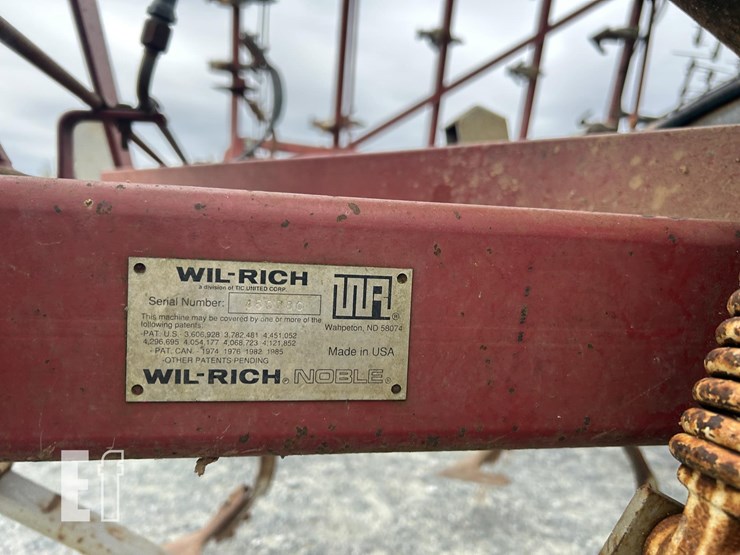 WIL-RICH
a division of TIC UNITED CORP.
WR®
Serial Number:
Wahpeton, ND 58074
This machine may be covered by one or more of the
following patents:
-PAT. U.S. 3,606,928 3,782,481 4,451,052
4,296,695 4,054,177 4,068,723 4,121,852
-PAT. CAN. -1974 1976 1982 1985
-OTHER PATENTS PENDING
Made in USA
WIL-RICH® NOBLE®
Ef